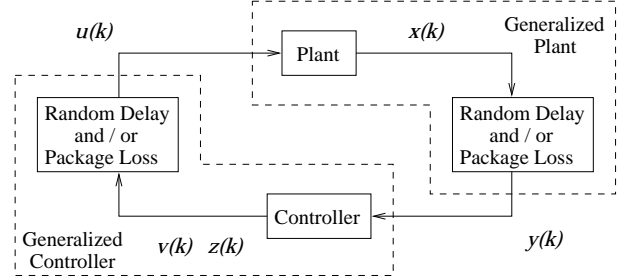 u(k)
x(k)
Generalized
Plant
Plant
Random Delay
and / or
Package Loss
Random Delay
and / or
Package Loss
Controller
Generalized
Controller
v(k) z(k)
y(k)